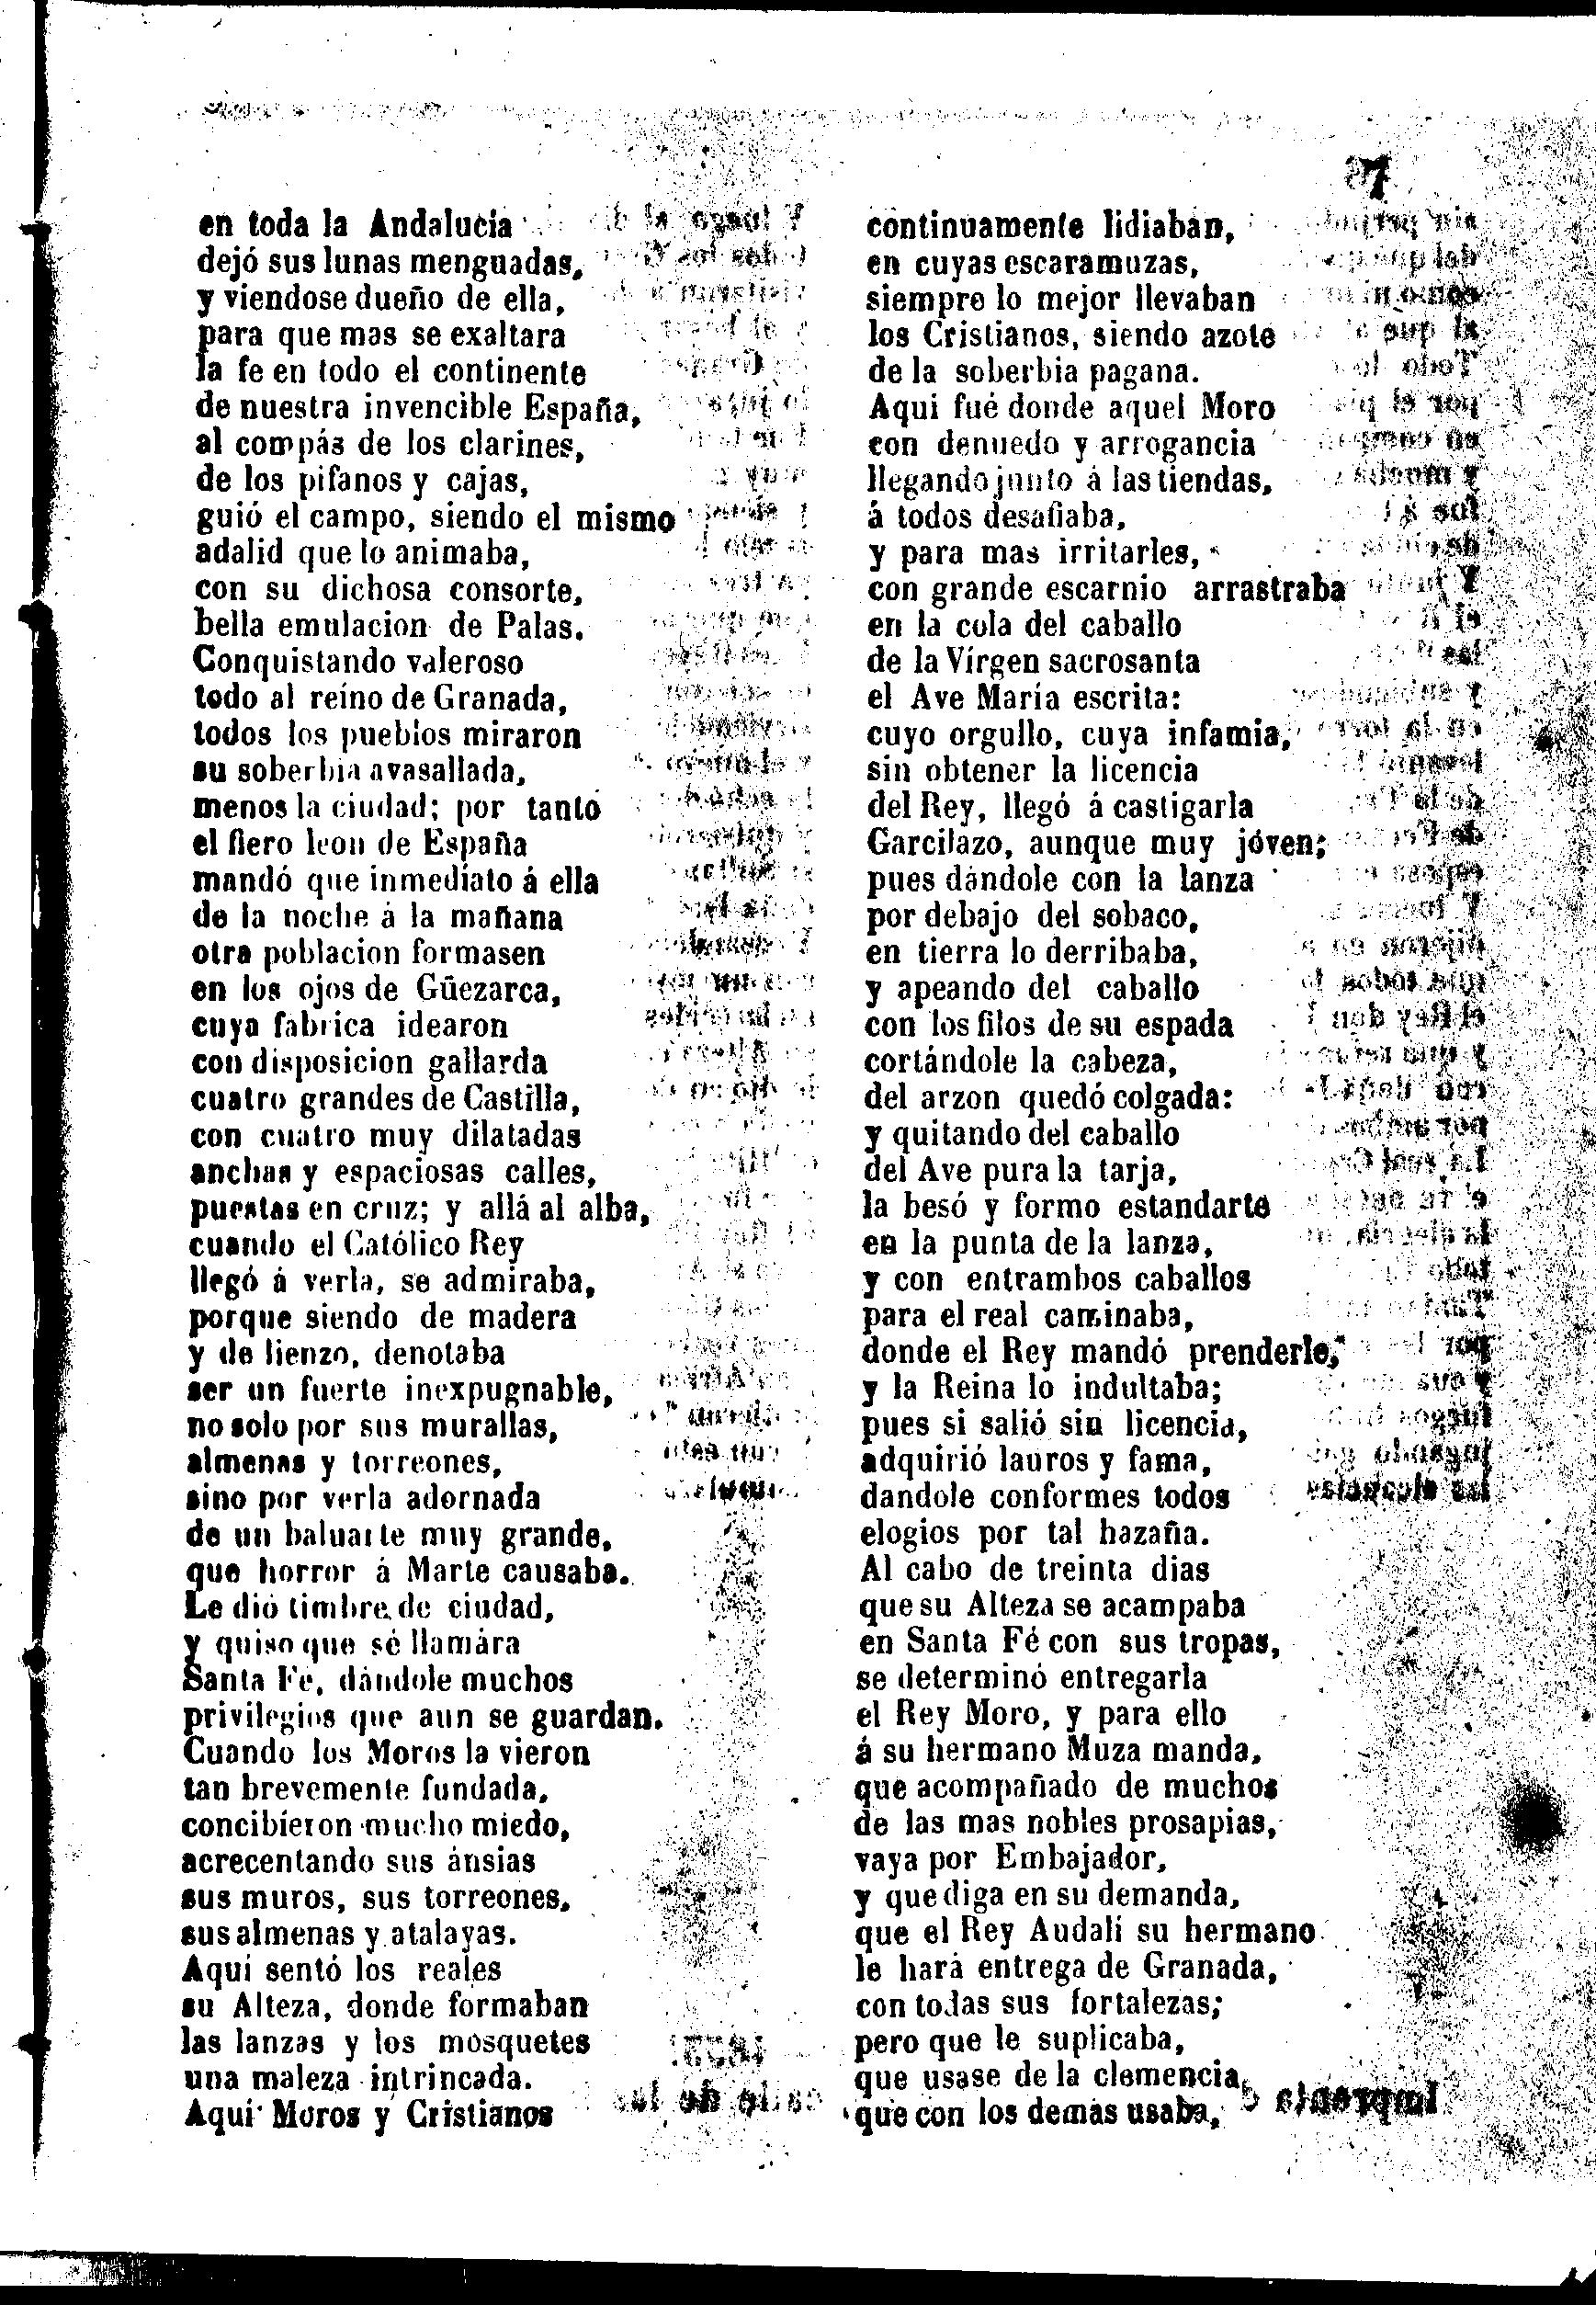 7
en toda la Andalucía
dejó sus lunas menguadas,
y viendose dueño de ella,
para que mas se exaltara
la fe en todo el continente
de nuestra invencible España,
al compás de los clarines,
de los pifanos y cajas,
guió el campo, siendo el mismo
adalid que lo animaba,
con su dichosa consorte,
bella emulacion de Palas.
Conquistando valeroso
todo al reino de Granada,
todos los pueblos miraron
su soberbia avasallada,
menos la ciudad; por tanto
el fiero leon de España
mandó que inmediato á ella
de la noche á la mañana
otra poblacion formasen
en los ojos de Güezarca,
cuya fabrica idearon
con disposicion gallarda
cuatro grandes de Castilla,
con cuatro muy dilatadas
anchas y espaciosas calles,
puestas en cruz; y allá al alba,
cuando el Católico Rey
llegó á verla, se admiraba,
porque siendo de madera
y de lienzo, denotaba
ser un fuerte inexpugnable,
no solo por sus murallas,
almenas y torreones,
sino por verla adornada
de un baluarte muy grande,
que horror á Marte causaba.
Le dió timbre de ciudad,
y quiso que se llamára
Santa Fé, dándole muchos
privilegios que aun se guardan.
Cuando los Moros la vieron
tan brevemente fundada,
concibieron mucho miedo,
acrecentando sus ánsias
sus muros, sus torreones,
sus almenas y atalayas.
Aqui sentó los reales
su Alteza, donde formaban
las lanzas y los mosquetes
una maleza intrincada.
Aqui Moros y Cristianos
continuamente lidiaban,
en cuyas escaramuzas,
siempre lo mejor llevaban
los Cristianos, siendo azote
de la soberbia pagana.
Aqui fué donde aquel Moro
con denuedo y arrogancia
llegando junto á las tiendas,
á todos desafiaba,
y para mas irritarles,
con grande escarnio arrastraba
en la cola del caballo
de la Vírgen sacrosanta
el Ave María escrita:
cuyo orgullo, cuya infamia,
sin obtener la licencia
del Rey, llegó á castigarla
Garcilazo, aunque muy jóven;
pues dándole con la lanza
por debajo del sobaco,
en tierra lo derribaba,
y apeando del caballo
con los filos de su espada
cortándole la cabeza,
del arzon quedó colgada:
y quitando del caballo
del Ave pura la tarja,
la besó y formo estandarte
en la punta de la lanza,
y con entrambos caballos
para el real caminaba,
donde el Rey mandó prenderle,
y la Reina lo indultaba;
pues si salió sin licencia,
adquirió lauros y fama,
dandole conformes todos
elogios por tal hazaña.
Al cabo de treinta dias
que su Alteza se acampaba
en Santa Fé con sus tropas,
se determinó entregarla
el Rey Moro, y para ello
á su hermano Muza manda,
que acompañado de muchos
de las mas nobles prosapias,
vaya por Embajador,
y que diga en su demanda,
que el Rey Audalí su hermano
le hará entrega de Granada,
con todas sus fortalezas;
pero que le suplicaba,
que usase de la clemencia
que con los demás usaba,